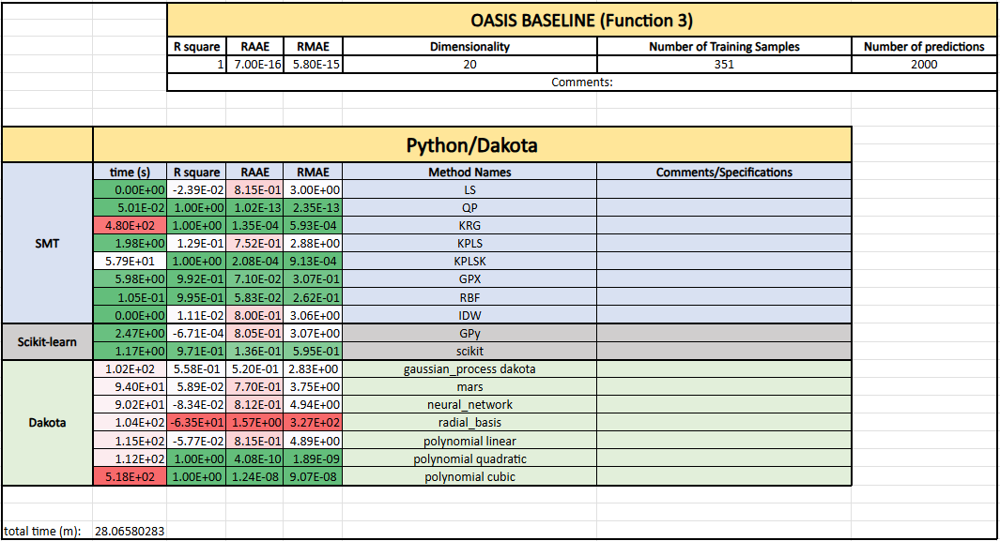 OASIS BASELINE (Function 3)
R square RAAE RMAE Dimensionality Number of Training Samples Number of predictions
1 7.00E-16 5.80E-15 20 351 2000
Comments:
Python/Dakota
time (s) R square RAAE RMAE Method Names Comments/Specifications
SMT
0.00E+00 -2.39E-02 8.15E-01 3.00E+00 LS
5.01E-02 1.00E+00 1.02E-13 2.35E-13 QP
4.80E+02 1.00E+00 1.35E-04 5.93E-04 KRG
1.98E+00 1.29E-01 7.52E-01 2.88E+00 KPLS
5.79E+01 1.00E+00 2.08E-04 9.13E-04 KPLSK
5.98E+00 9.92E-01 7.10E-02 3.07E-01 GPX
1.05E-01 9.95E-01 5.83E-02 2.62E-01 RBF
0.00E+00 1.11E-02 8.00E-01 3.06E+00 IDW
Scikit-learn
2.47E+00 -6.71E-04 8.05E-01 3.07E+00 GPy
1.17E+00 9.71E-01 1.36E-01 5.95E-01 scikit
Dakota
1.02E+02 5.58E-01 5.20E-01 2.83E+00 gaussian_process dakota
9.40E+01 5.89E-02 7.70E-01 3.75E+00 mars
9.02E+01 -8.34E-02 8.12E-01 4.94E+00 neural_network
1.04E+02 -6.35E+01 1.57E+00 3.27E+02 radial_basis
1.15E+02 -5.77E-02 8.15E-01 4.89E+00 polynomial linear
1.12E+02 1.00E+00 4.08E-10 1.89E-09 polynomial quadratic
5.18E+02 1.00E+00 1.24E-08 9.07E-08 polynomial cubic
total time (m): 28.06580283